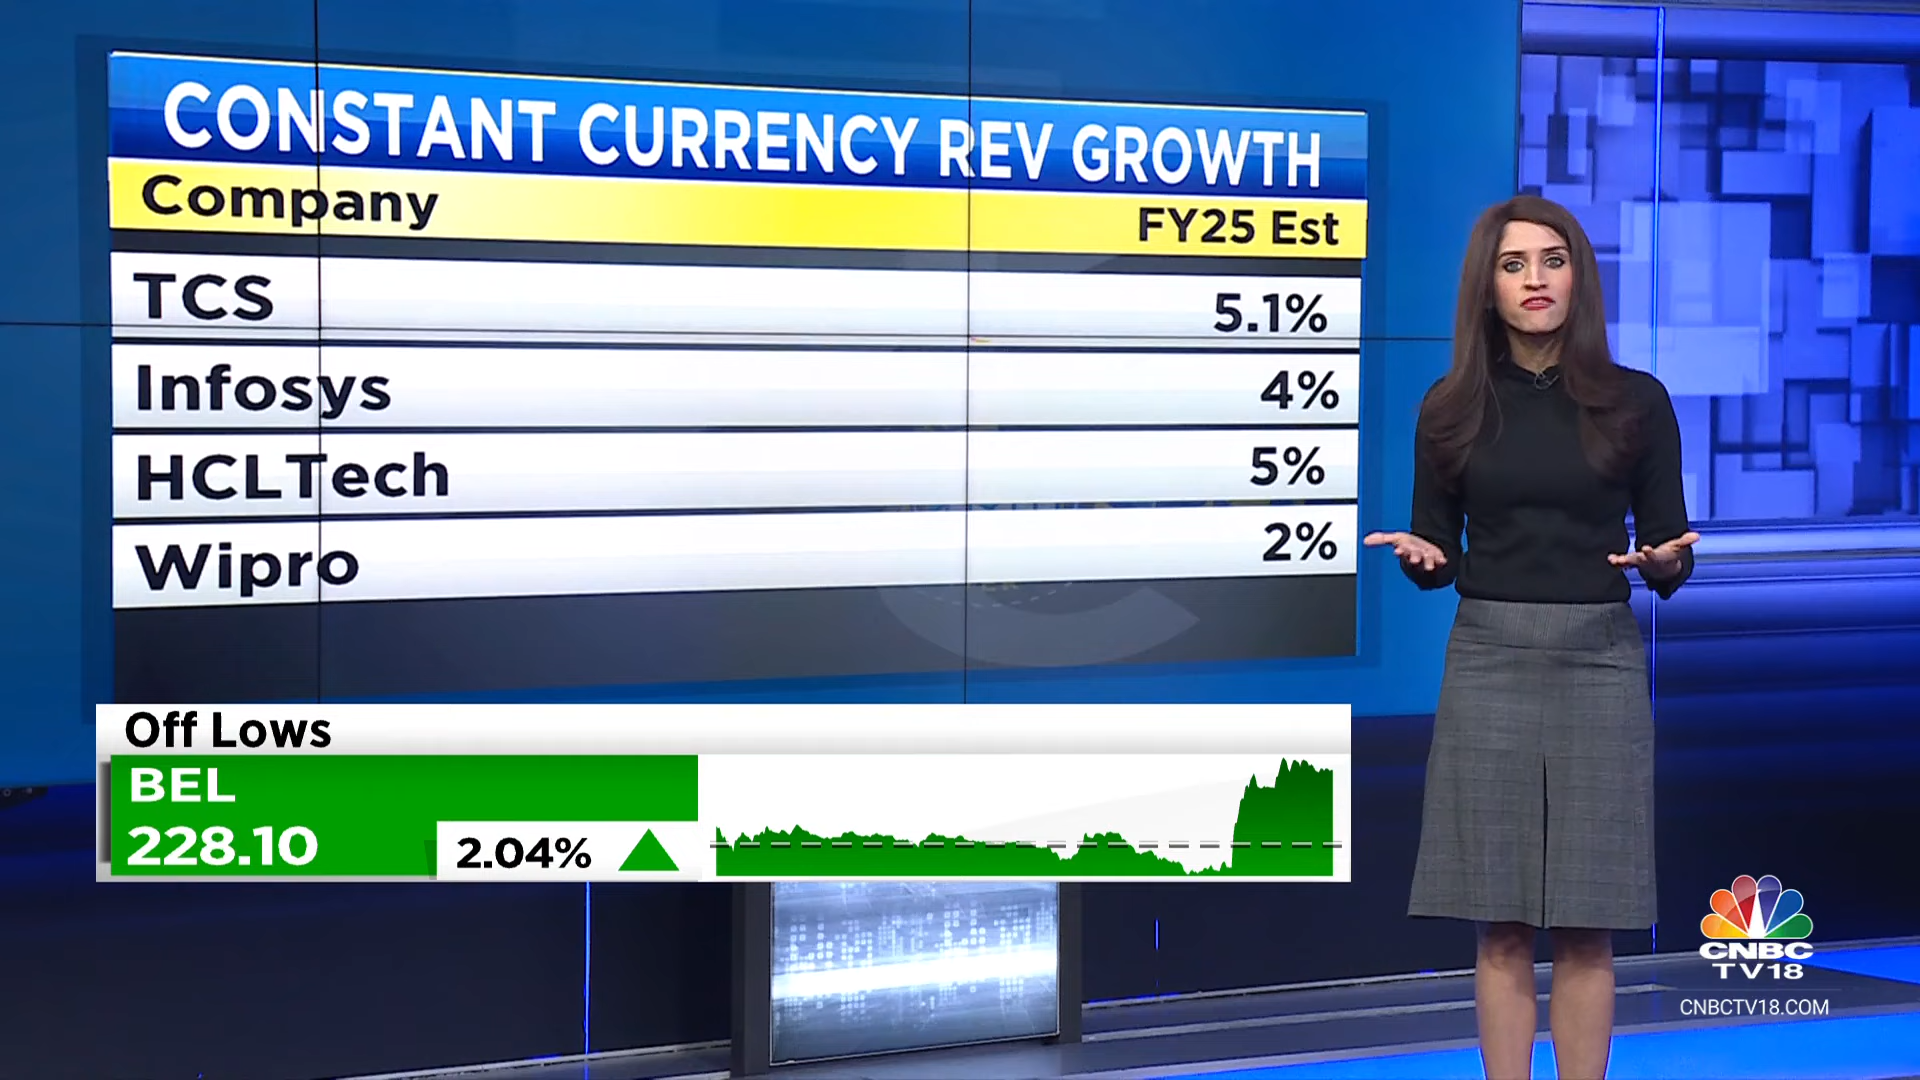 CONSTANT CURRENCY REV GROWTH
Company FY25 Est
TCS 5.1%
Infosys 4%
HCLTech 5%
Wipro 2%
Off Lows
BEL
228.10
2.04%
CNBC
TV18
CNBCTV18.COM